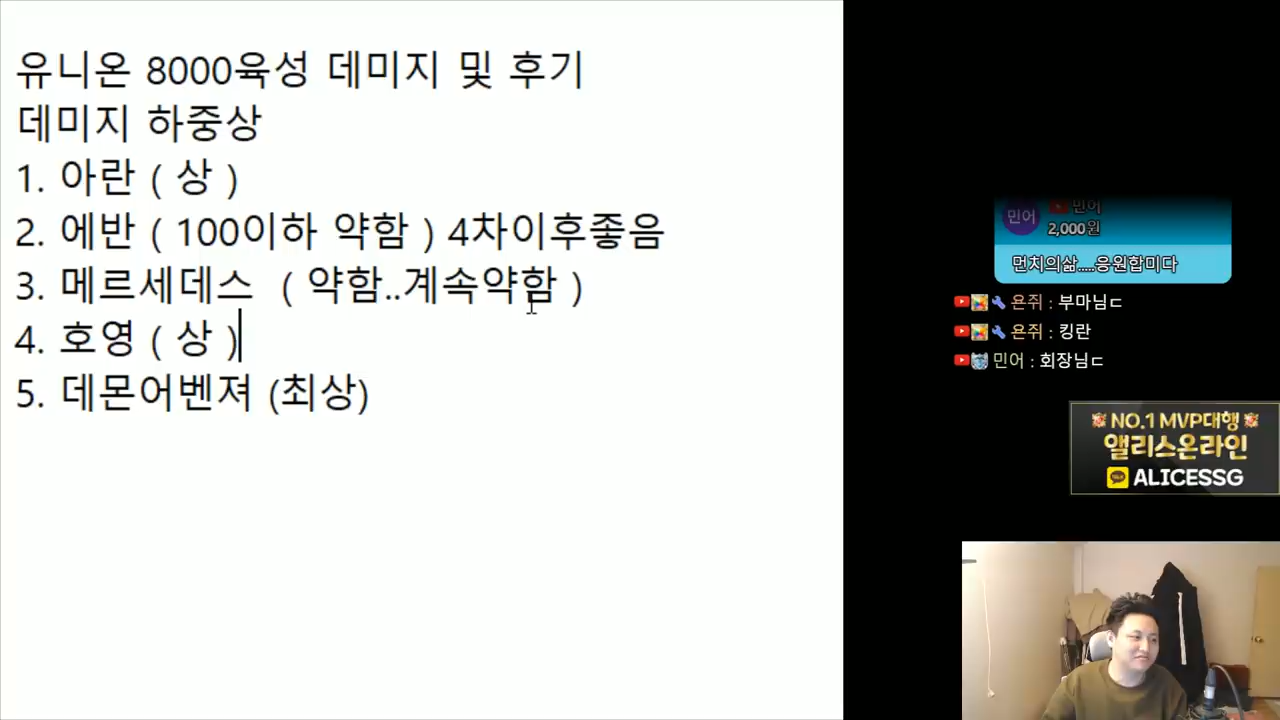 유니온 8000육성 데미지 및 후기
데미지 하중상
1. 아란 ( 상 )
2. 에반 ( 100이하 약함 ) 4차이후좋음
3. 메르세데스 ( 약함..계속약함 )
4. 호영 ( 상 )
5. 데몬어벤져 (최상)
민어
민어
2,000원
먼치의삶.....응원합미다
욘쥐 : 부마님ㄷ
욘쥐 : 킹란
민어 : 회장님ㄷ
NO.1 MVP대행
앨리스온라인
ALICESSG